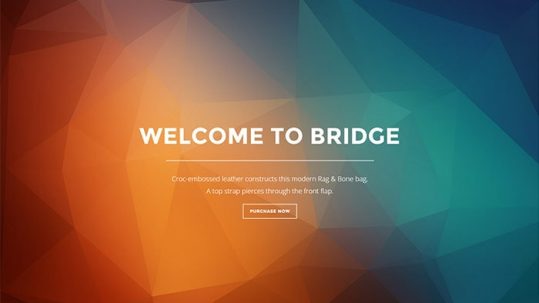 WELCOME TO BRIDGE
Croc-embossed leather constructs this modern Rag & Bone bag.
A top strap pierces through the front flap.
PURCHASE NOW